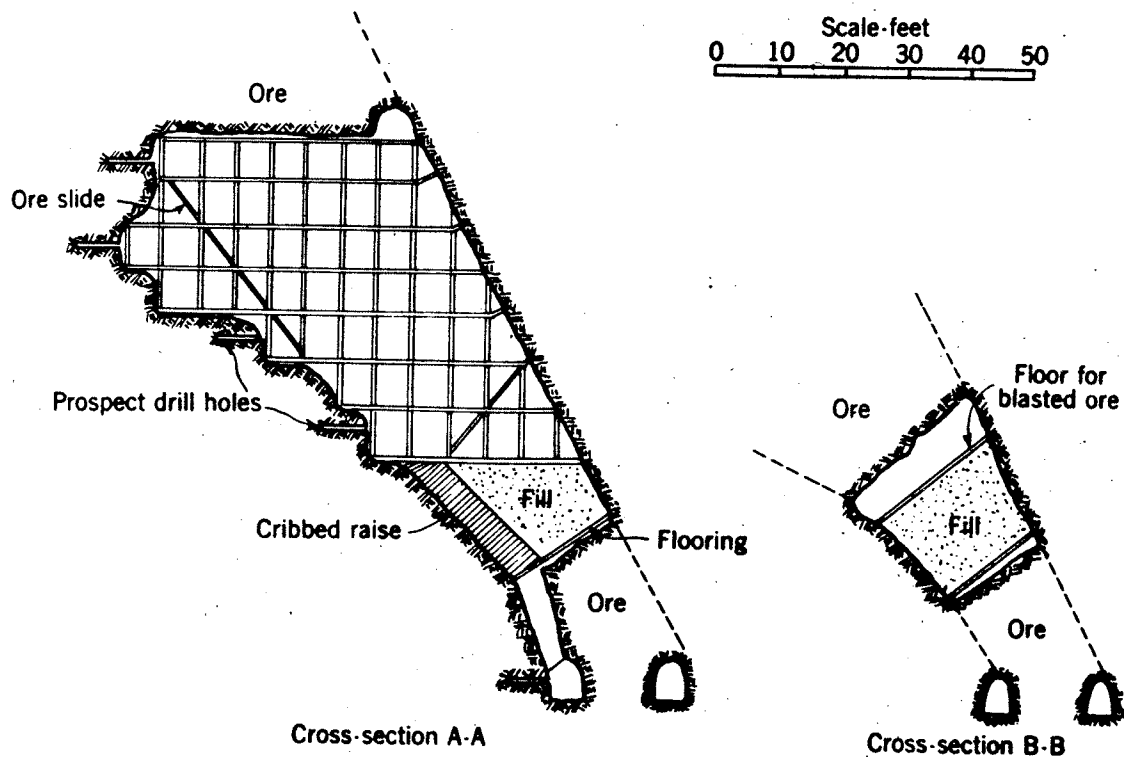 Scale-feet
0 10 20 30 40 50
Ore
Ore slide
Prospect drill holes
Cribbed raise
Fill
Flooring
Ore
Cross-section A-A
Floor for
blasted ore
Ore
Fill
Ore
Cross-section B-B